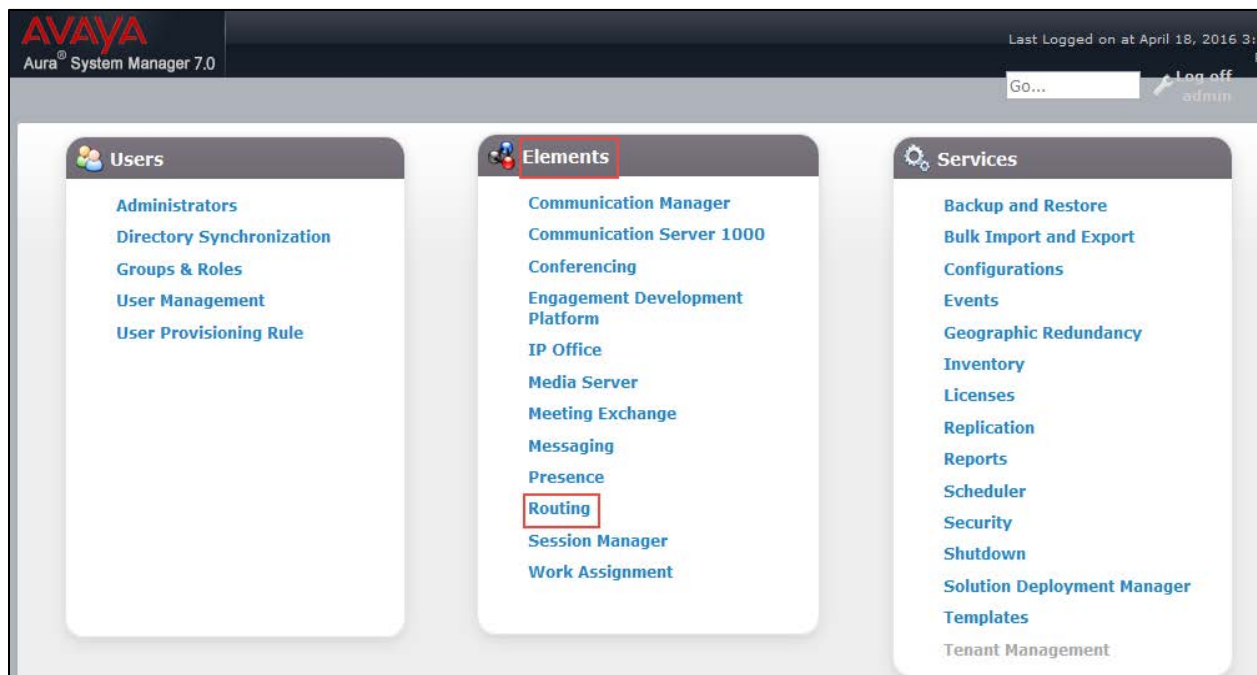 AVAYA
Aura® System Manager 7.0
Last Logged on at April 18, 2016 3:
Go...
Log off
admin
Users
Administrators
Directory Synchronization
Groups & Roles
User Management
User Provisioning Rule
Elements
Communication Manager
Communication Server 1000
Conferencing
Engagement Development
Platform
IP Office
Media Server
Meeting Exchange
Messaging
Presence
Routing
Session Manager
Work Assignment
Services
Backup and Restore
Bulk Import and Export
Configurations
Events
Geographic Redundancy
Inventory
Licenses
Replication
Reports
Scheduler
Security
Shutdown
Solution Deployment Manager
Templates
Tenant Management